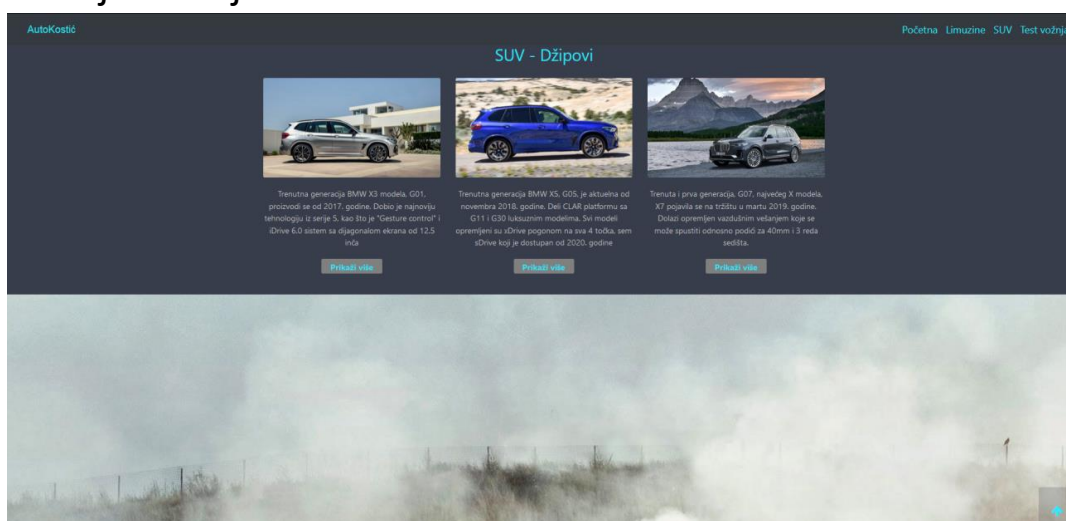 AutoKostić
Početna Limuzine SUV Test vožnja
SUV - Džipovi
Trenutna generacija BMW X3 modela, G01,
proizvodi se od 2017. godine. Dobio je najnoviju
tehnologiju iz serije 5, kao što je "Gesture control" i
iDrive 6.0 sistem sa dijagonalom ekrana od 12.5
inča
Prikaži više
Trenutna generacija BMW X5, G05, je aktuelna od
novembra 2018. godine. Deli CLAR platformu sa
G11 i G30 luksuznim modelima. Svi modeli
opremljeni su xDrive pogonom na sva 4 točka, sem
sDrive koji je dostupan od 2020. godine
Prikaži više
Trenuta i prva generacija, G07, najvećeg X modela,
X7 pojavila se na tržištu u martu 2019. godine.
Dolazi opremljen vazdušnim vešanjem koje se
može spustiti odnosno podići za 40mm i 3 reda
sedišta.
Prikaži više